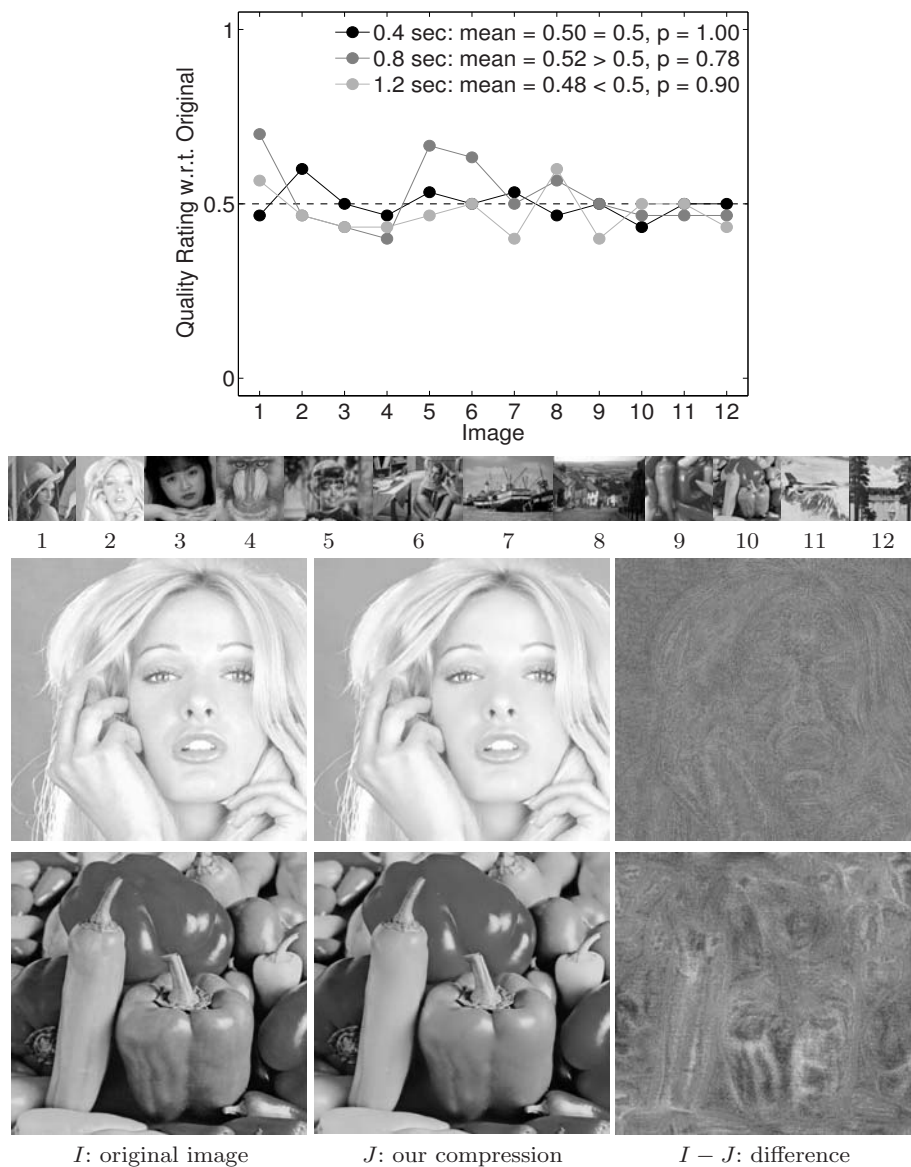 1
0.4 sec: mean = 0.50 = 0.5, p = 1.00
0.8 sec: mean = 0.52 > 0.5, p = 0.78
1.2 sec: mean = 0.48 < 0.5, p = 0.90
Quality Rating w.r.t. Original
0.5
0
1 2 3 4 5 6 7 8 9 10 11 12
Image
1 2 3 4 5 6 7 8 9 10 11 12
I: original image J: our compression I − J: difference